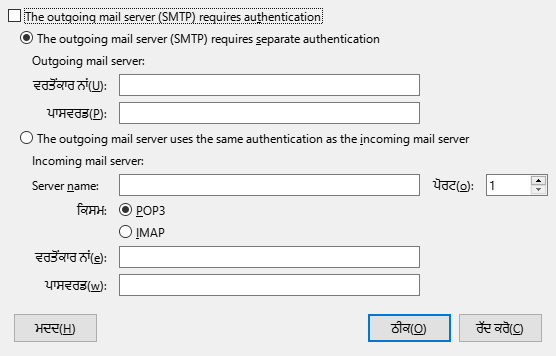 The outgoing mail server (SMTP) requires authentication
The outgoing mail server (SMTP) requires separate authentication
Outgoing mail server:
ਵਰਤੋਂਕਾਰ ਨਾਂ(U):
ਪਾਸਵਰਡ(P):
The outgoing mail server uses the same authentication as the incoming mail server
Incoming mail server:
Server name: ਪੋਰਟ(o): 1
ਕਿਸਮ: POP3
IMAP
ਵਰਤੋਂਕਾਰ ਨਾਂ(e):
ਪਾਸਵਰਡ(w):
ਮਦਦ(H) ਠੀਕ(O) ਰੱਦ ਕਰੋ(C)